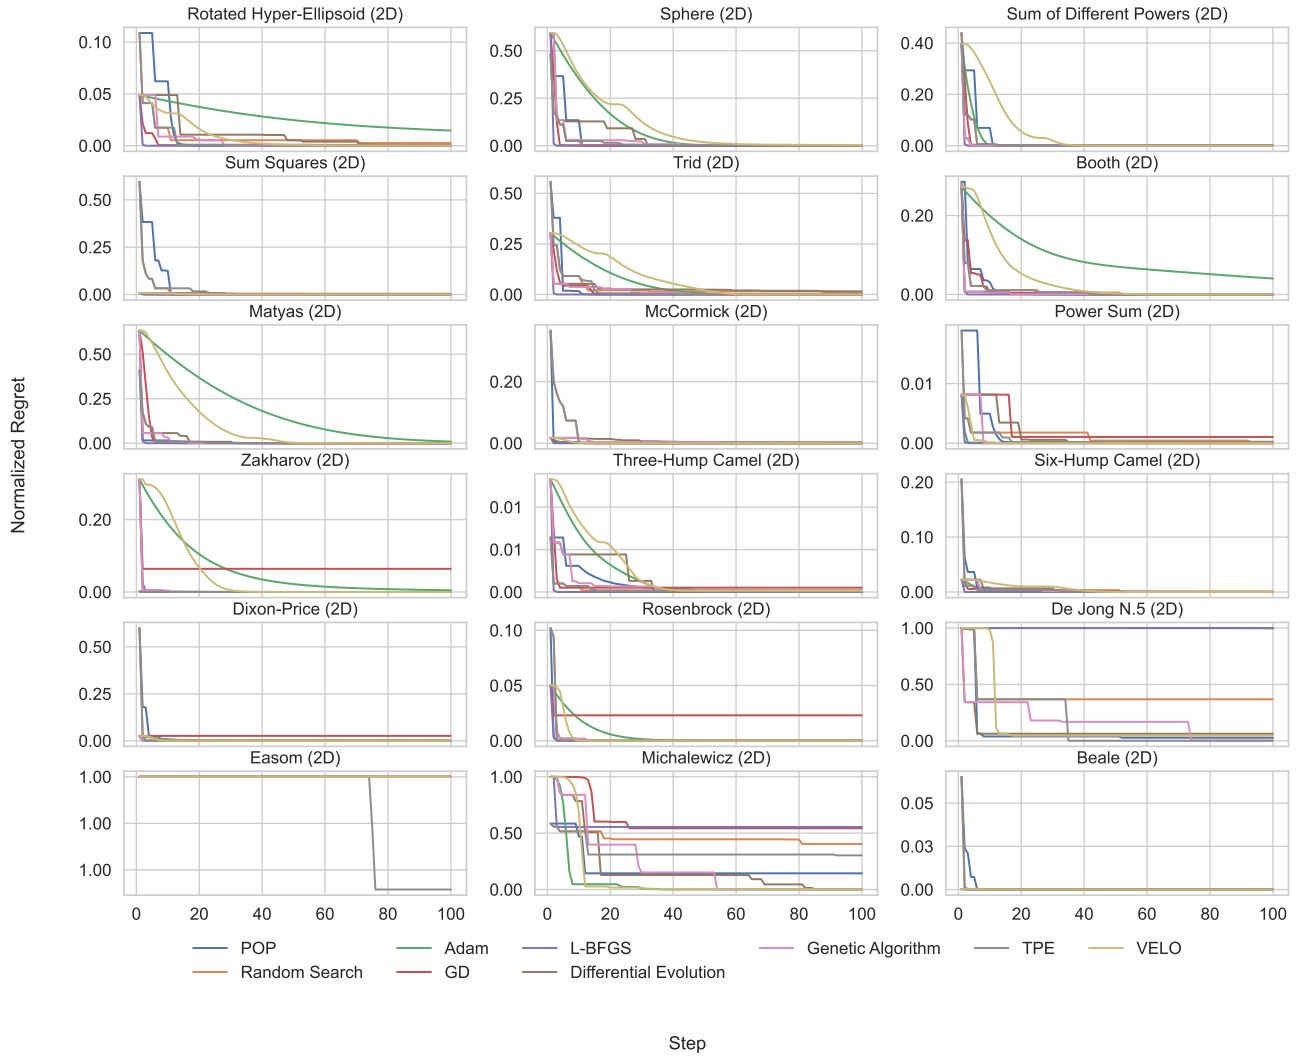 Rotated Hyper-Ellipsoid (2D)
0.10
0.05
0.00
Sphere (2D)
0.50
0.25
0.00
Sum of Different Powers (2D)
0.40
0.20
0.00
Sum Squares (2D)
0.50
0.25
0.00
Trid (2D)
0.50
0.25
0.00
Booth (2D)
0.20
0.00
Matyas (2D)
0.50
0.25
0.00
McCormick (2D)
0.20
0.00
Power Sum (2D)
0.01
0.00
Normalized Regret
Zakharov (2D)
0.20
0.00
Three-Hump Camel (2D)
0.01
0.01
0.00
Six-Hump Camel (2D)
0.20
0.10
0.00
Dixon-Price (2D)
0.50
0.25
0.00
Rosenbrock (2D)
0.10
0.05
0.00
De Jong N.5 (2D)
1.00
0.50
0.00
Easom (2D)
1.00
1.00
1.00
0 20 40 60 80 100
Michalewicz (2D)
1.00
0.50
0.00
0 20 40 60 80 100
Beale (2D)
0.05
0.03
0.00
0 20 40 60 80 100
POP Adam L-BFGS Genetic Algorithm TPE VELO
Random Search GD Differential Evolution
Step